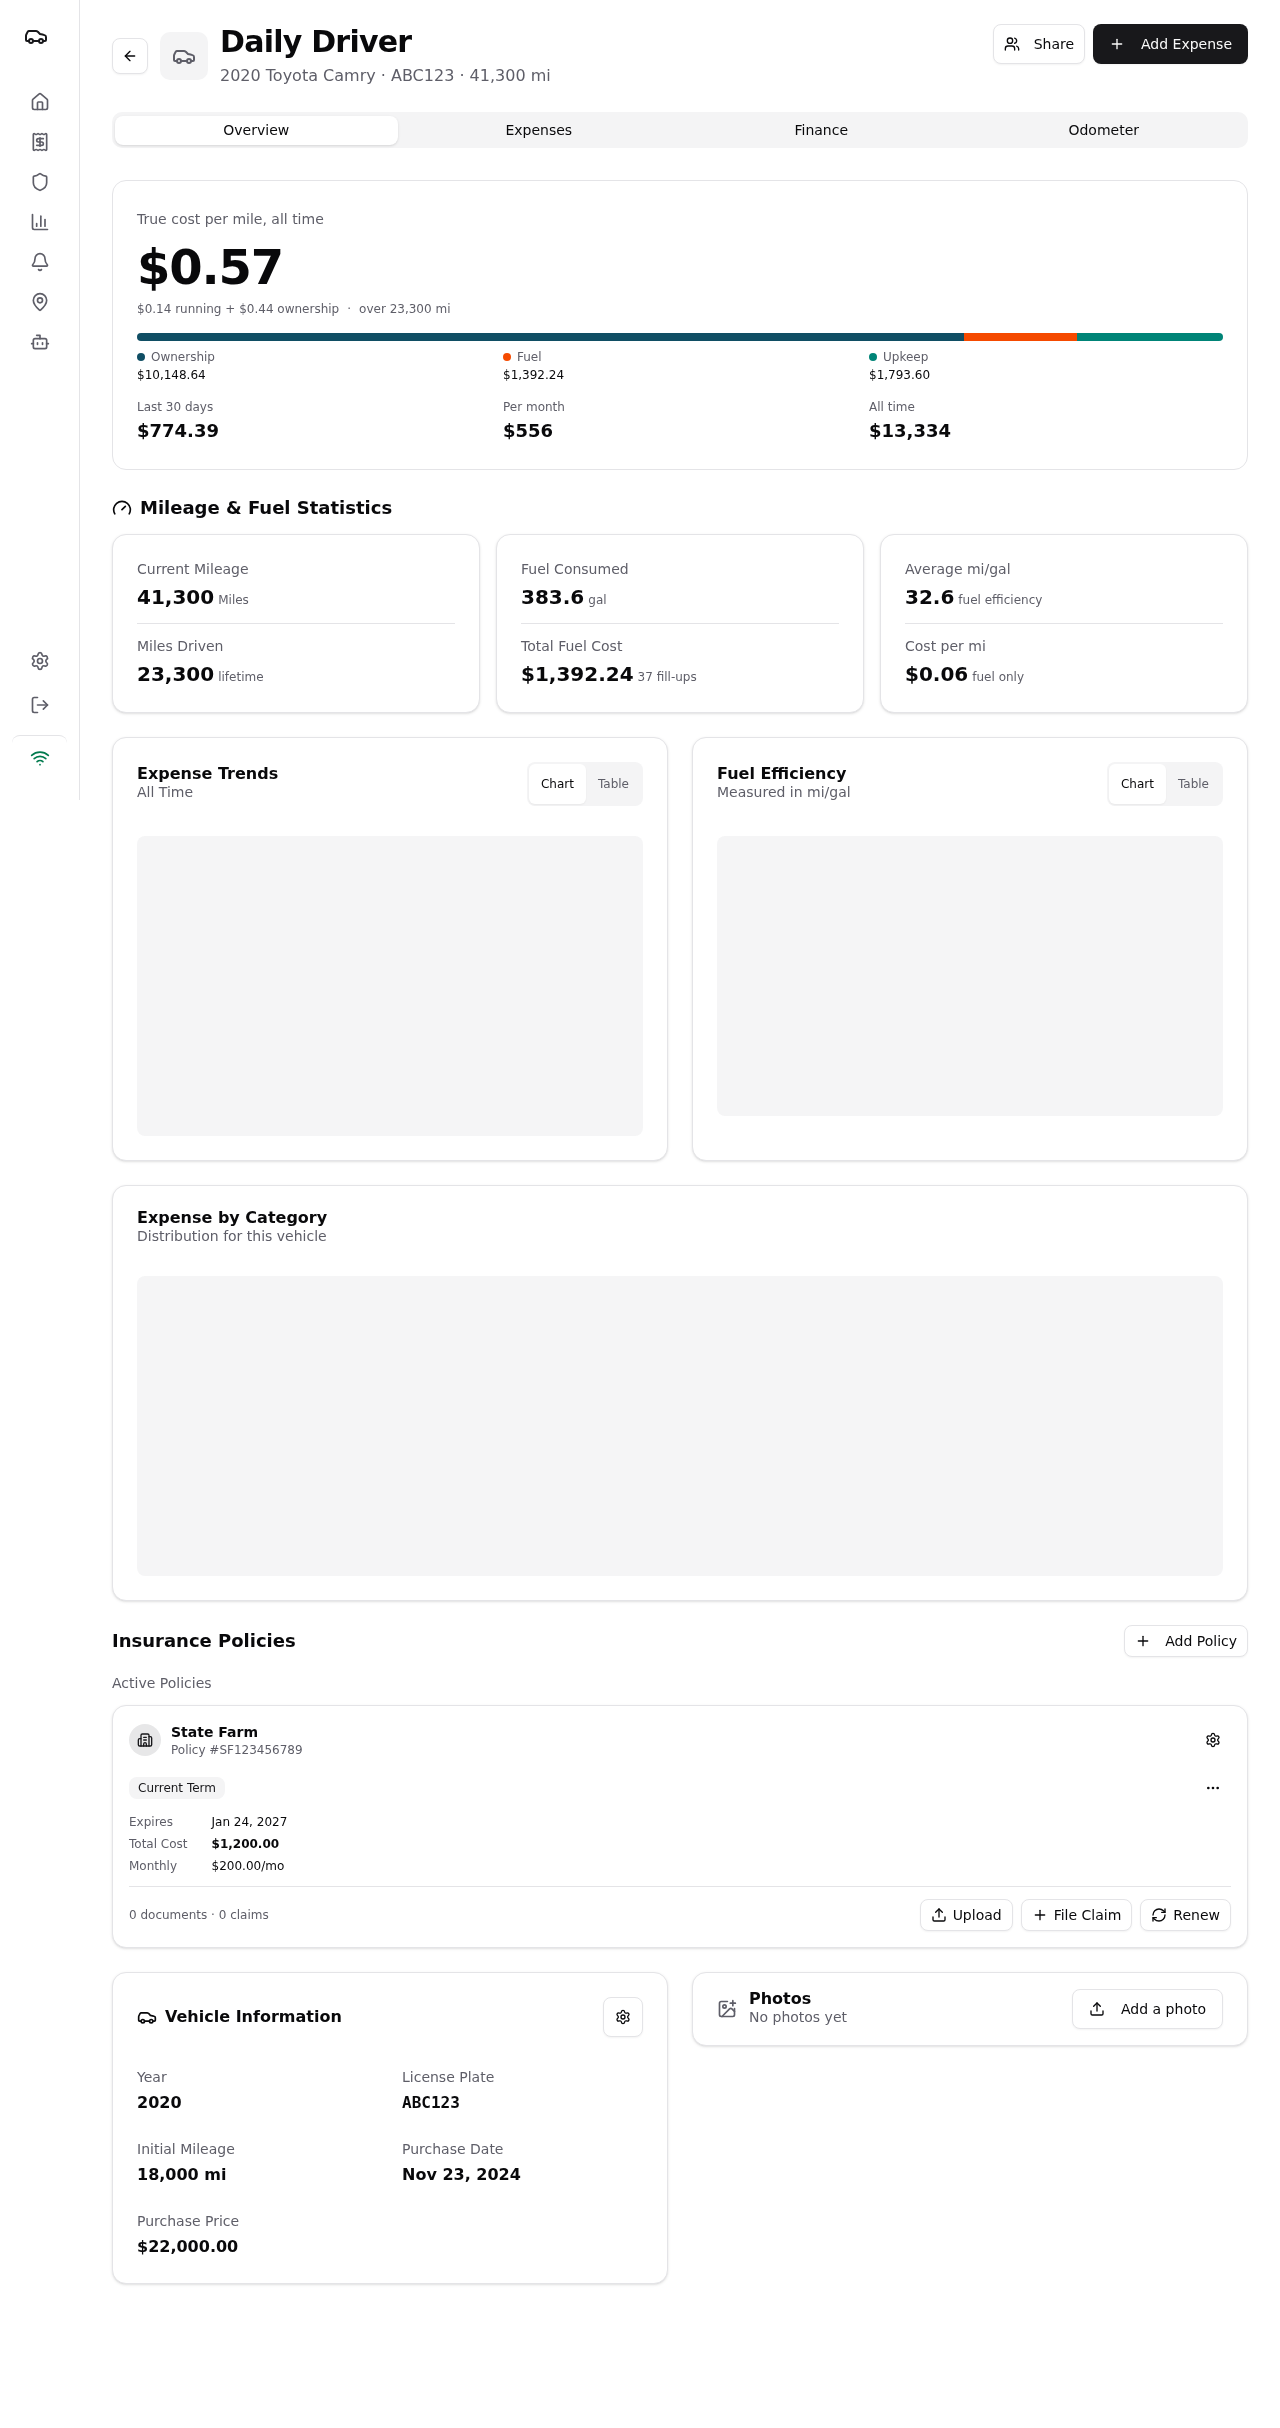 Daily Driver
2020 Toyota Camry · ABC123 · 41,300 mi
Share
Add Expense
Overview
Expenses
Finance
Odometer
True cost per mile, all time
$0.57
$0.14 running + $0.44 ownership · over 23,300 mi
Ownership
$10,148.64
Fuel
$1,392.24
Upkeep
$1,793.60
Last 30 days
$774.39
Per month
$556
All time
$13,334
Mileage & Fuel Statistics
Current Mileage
41,300 Miles
Miles Driven
23,300 lifetime
Fuel Consumed
383.6 gal
Total Fuel Cost
$1,392.24 37 fill-ups
Average mi/gal
32.6 fuel efficiency
Cost per mi
$0.06 fuel only
Expense Trends
All Time
Chart
Table
Fuel Efficiency
Measured in mi/gal
Chart
Table
Expense by Category
Distribution for this vehicle
Insurance Policies
Add Policy
Active Policies
State Farm
Policy #SF123456789
Current Term
Expires Jan 24, 2027
Total Cost $1,200.00
Monthly $200.00/mo
0 documents · 0 claims
Upload
File Claim
Renew
Vehicle Information
Year
2020
License Plate
ABC123
Initial Mileage
18,000 mi
Purchase Date
Nov 23, 2024
Purchase Price
$22,000.00
Photos
No photos yet
Add a photo